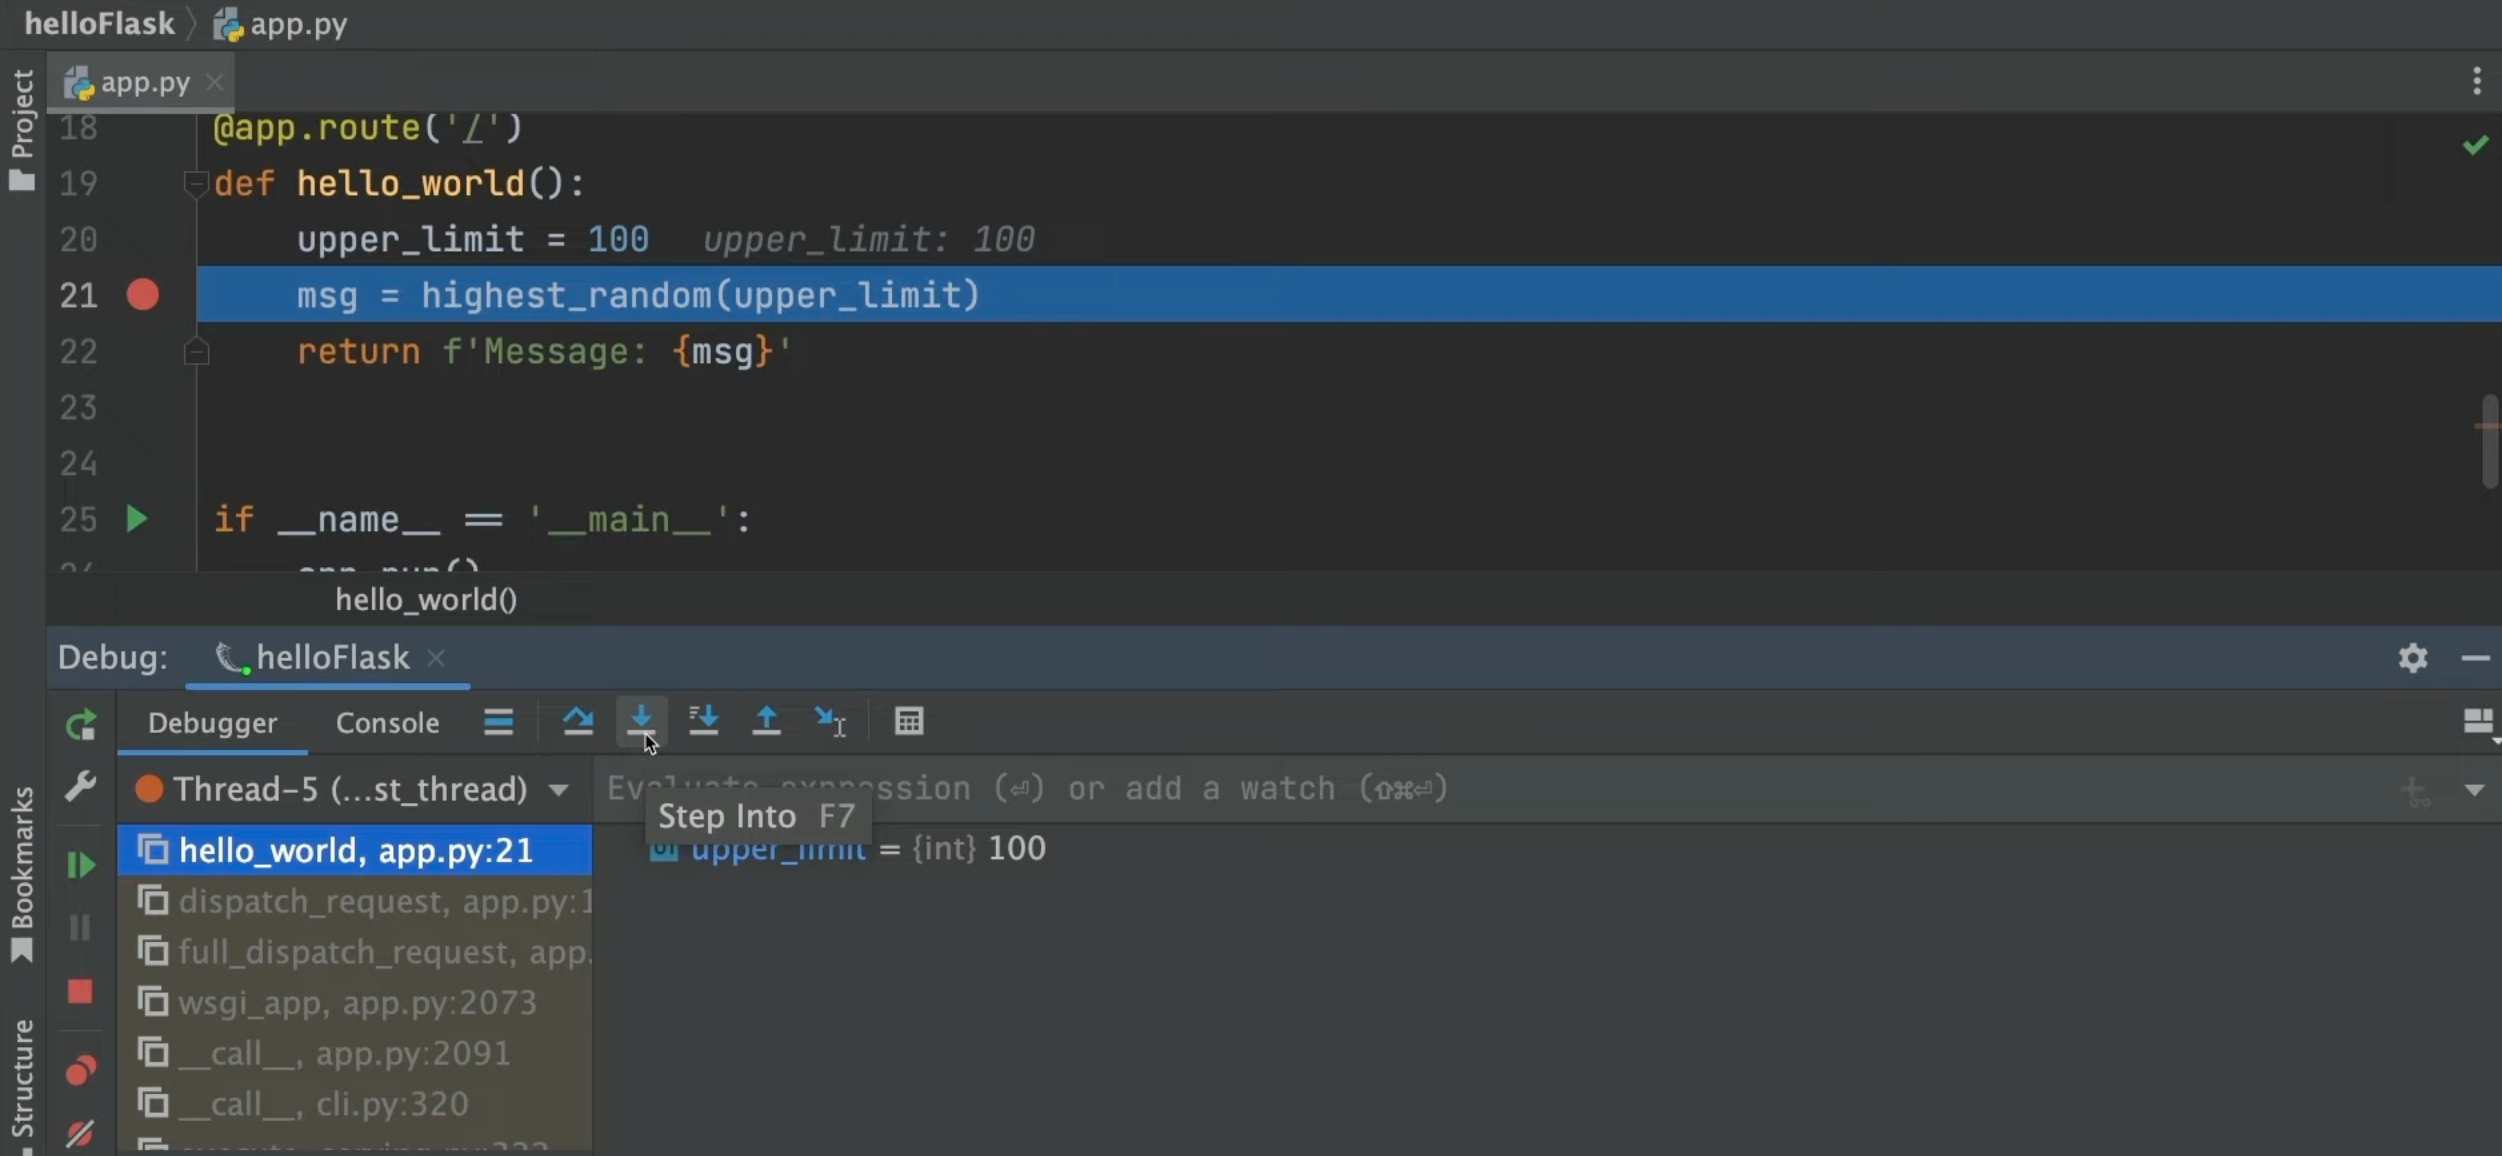 helloFlask app.py
Project
app.py
18 @app.route('/')
19 def hello_world():
20 upper_limit = 100 upper_limit: 100
21 msg = highest_random(upper_limit)
22 return f'Message: {msg}'
23
24
25 if __name__ == '__main__':
26 app.run()
hello_world()
Debug: helloFlask
Debugger Console
Thread-5 (...st_thread) Evaluate expression (⏎) or add a watch (⇧⌘⏎)
Step Into F7
hello_world, app.py:21
upper_limit = {int} 100
dispatch_request, app.py:1
full_dispatch_request, app.
wsgi_app, app.py:2073
__call__, app.py:2091
__call__, cli.py:320
Bookmarks
Structure